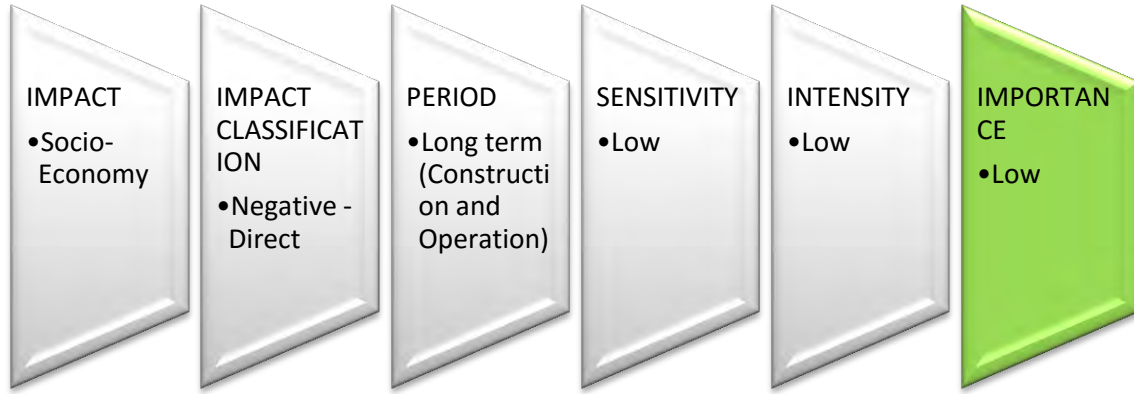 IMPACT
•Socio-
Economy
IMPACT
CLASSIFICAT
ION
•Negative -
Direct
PERIOD
•Long term
(Constructi
on and
Operation)
SENSITIVITY
•Low
INTENSITY
•Low
IMPORTAN
CE
•Low